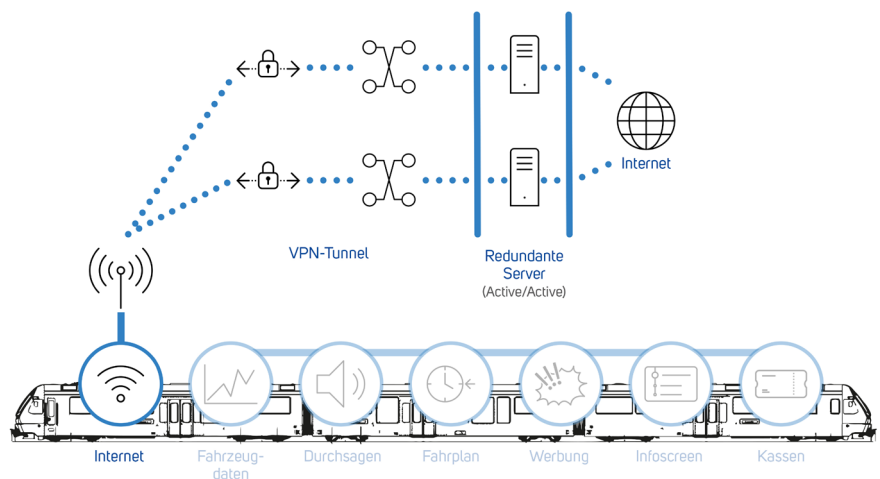 Internet
VPN-Tunnel
Redundante
Server
(Active/Active)
Internet
Fahrzeug-
daten
Durchsagen
Fahrplan
Werbung
Infoscreen
Kassen